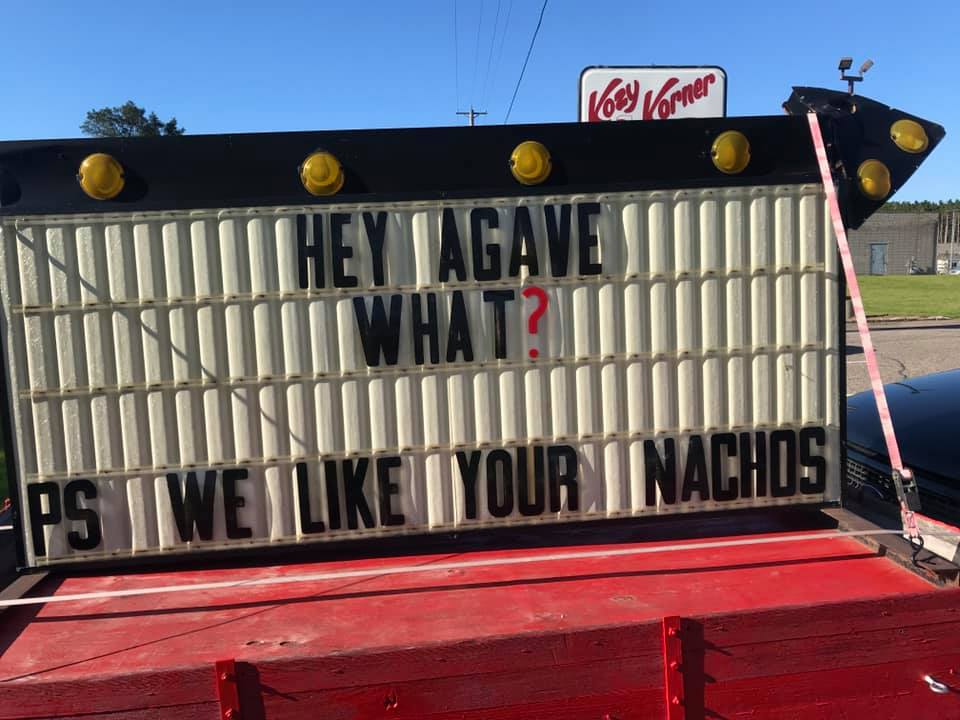 Kozy Korner
HEY AGAVE
WHAT?
PS WE LIKE YOUR NACHOS